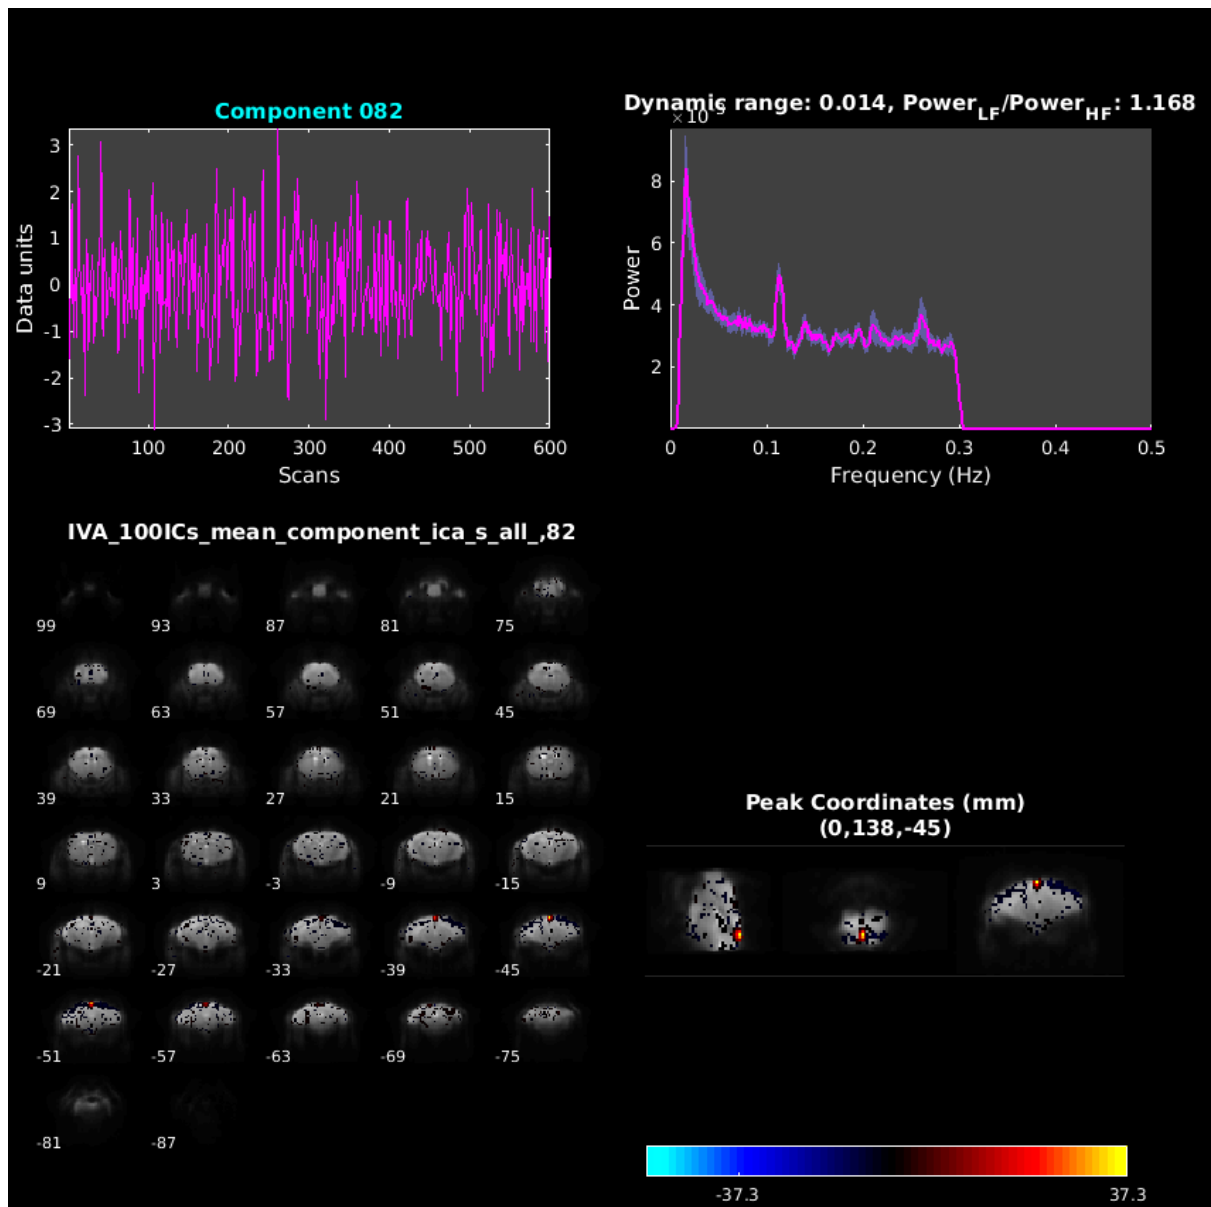 Component 082
3
2
1
0
-1
-2
-3
Data units
100 200 300 400 500 600
Scans
Dynamic range: 0.014, PowerLF/PowerHF: 1.168
8
6
4
2
Power
0 0.1 0.2 0.3 0.4 0.5
Frequency (Hz)
IVA_100ICs_mean_component_ica_s_all_,82
99 93 87 81 75
69 63 57 51 45
39 33 27 21 15
9 3 -3 -9 -15
-21 -27 -33 -39 -45
-51 -57 -63 -69 -75
-81 -87
Peak Coordinates (mm)
(0,138,-45)
-37.3 37.3